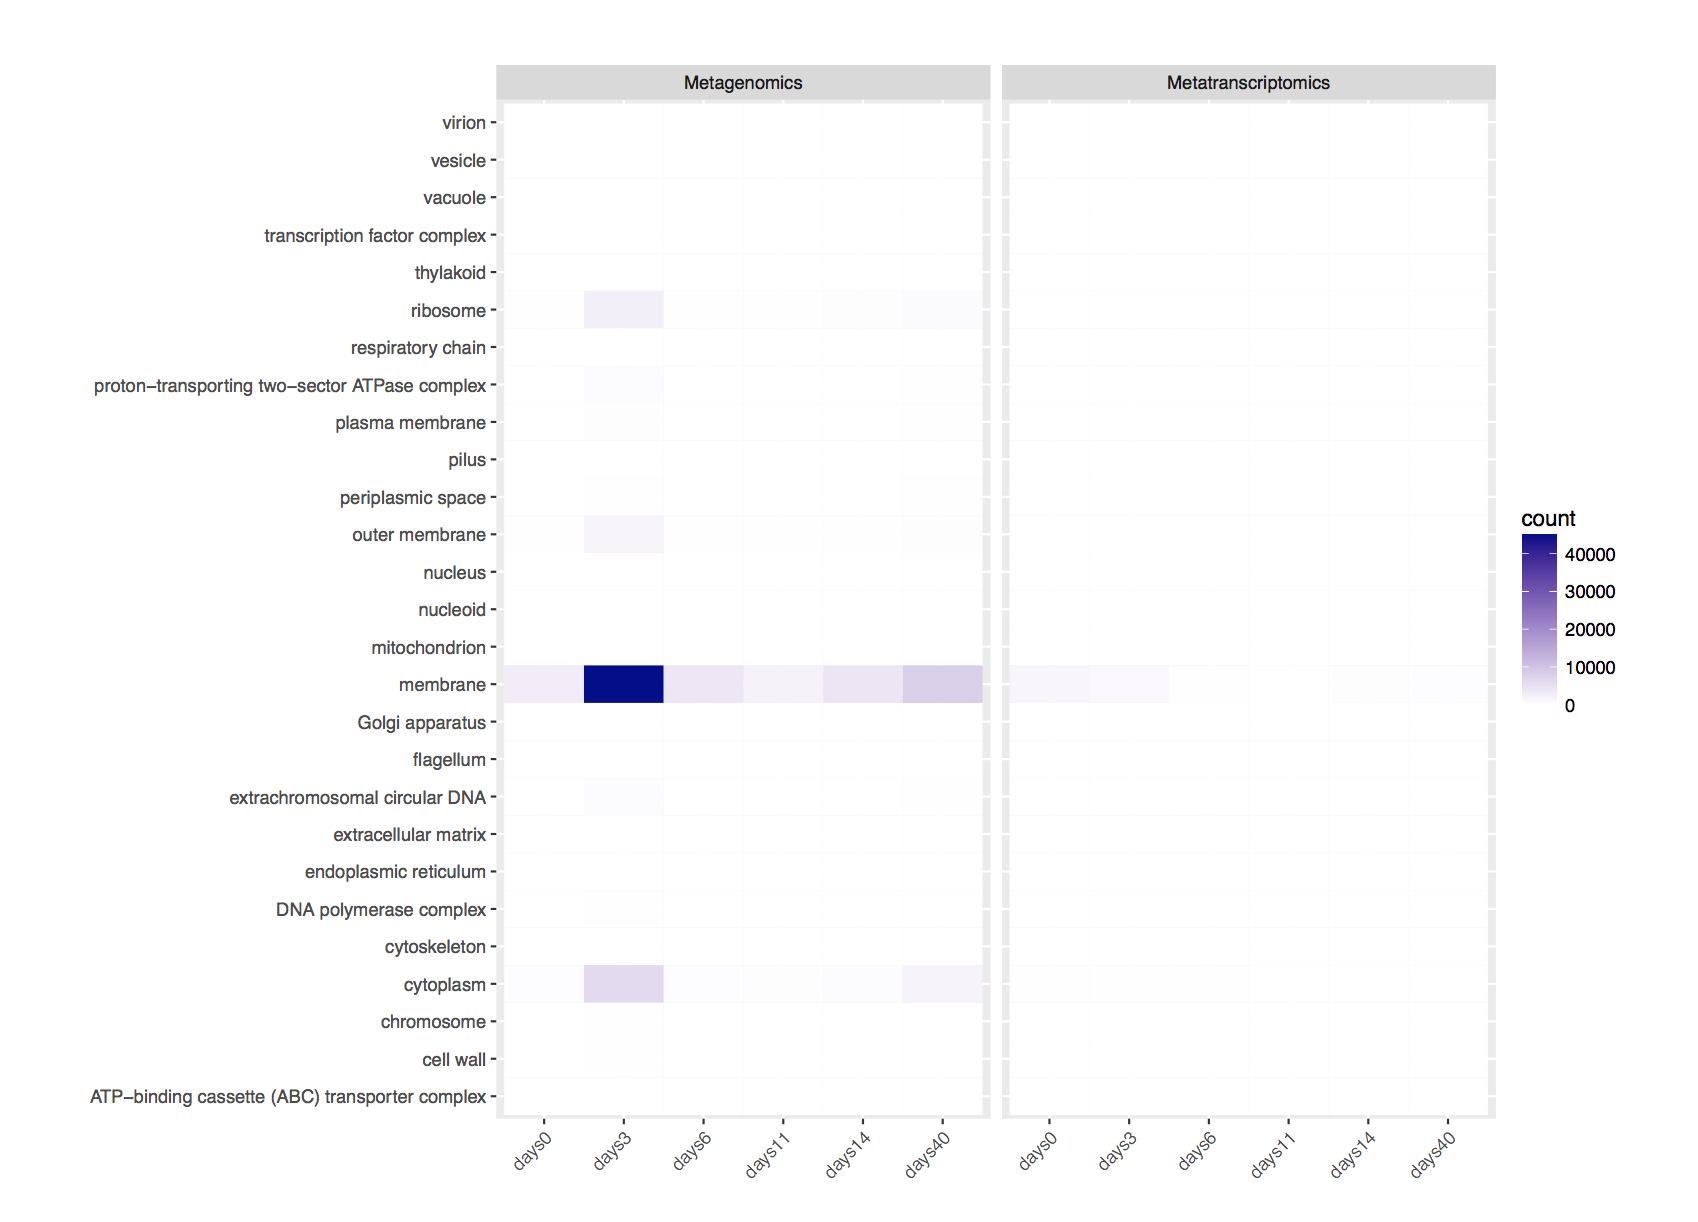 Metagenomics
Metatranscriptomics
virion
vesicle
vacuole
transcription factor complex
thylakoid
ribosome
respiratory chain
proton−transporting two−sector ATPase complex
plasma membrane
pilus
periplasmic space
outer membrane
nucleus
nucleoid
mitochondrion
membrane
Golgi apparatus
flagellum
extrachromosomal circular DNA
extracellular matrix
endoplasmic reticulum
DNA polymerase complex
cytoskeleton
cytoplasm
chromosome
cell wall
ATP−binding cassette (ABC) transporter complex
days0
days3
days6
days11
days14
days40
days0
days3
days6
days11
days14
days40
count
40000
30000
20000
10000
0